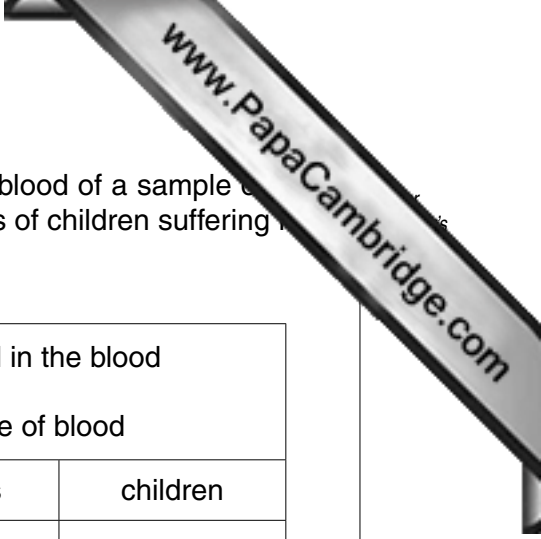 www.PapaCambridge.com
blood of a sample
s of children suffering
in the blood
e of blood
s
children